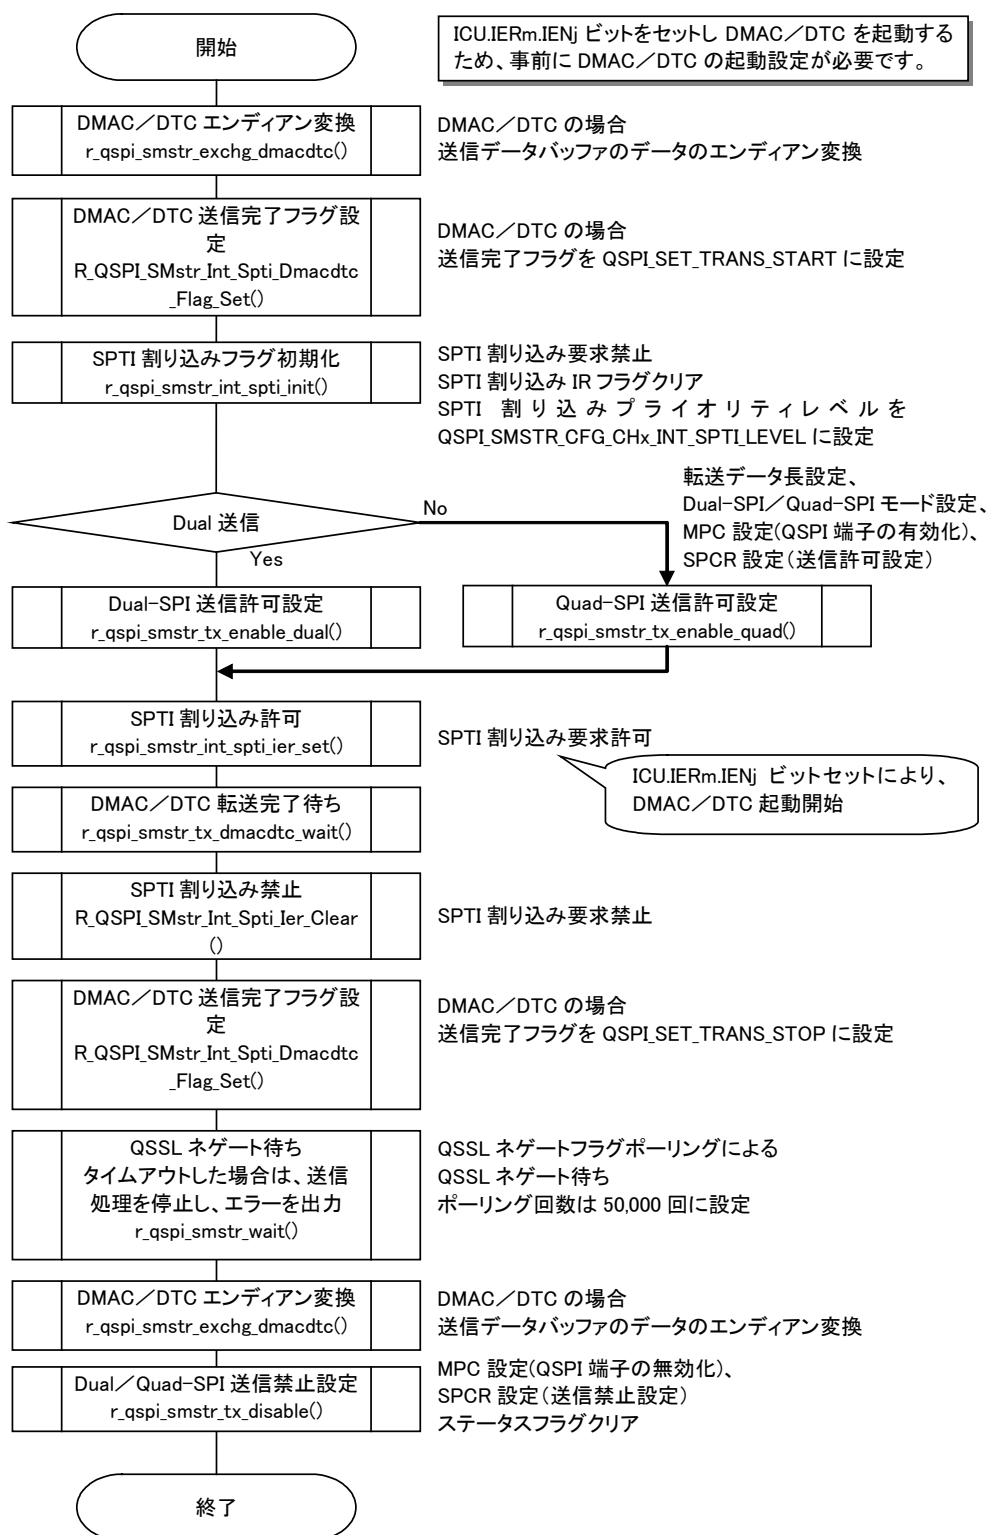 開始
ICU.IERm.IENj ビットをセットし DMAC／DTC を起動する
ため、事前に DMAC／DTC の起動設定が必要です。
DMAC／DTC エンディアン変換
r_qspi_smstr_exchg_dmacdtc()
DMAC／DTC の場合
送信データバッファのデータのエンディアン変換
DMAC／DTC 送信完了フラグ設
定
R_QSPI_SMstr_Int_Spti_Dmacdtc
_Flag_Set()
DMAC／DTC の場合
送信完了フラグを QSPI_SET_TRANS_START に設定
SPTI 割り込みフラグ初期化
r_qspi_smstr_int_spti_init()
SPTI 割り込み要求禁止
SPTI 割り込み IR フラグクリア
SPTI 割り込みプライオリティレベルを
QSPI_SMSTR_CFG_CHx_INT_SPTI_LEVEL に設定
Dual 送信
No
Yes
転送データ長設定、
Dual-SPI／Quad-SPI モード設定、
MPC 設定(QSPI 端子の有効化)、
SPCR 設定（送信許可設定）
Dual-SPI 送信許可設定
r_qspi_smstr_tx_enable_dual()
Quad-SPI 送信許可設定
r_qspi_smstr_tx_enable_quad()
SPTI 割り込み許可
r_qspi_smstr_int_spti_ier_set()
SPTI 割り込み要求許可
ICU.IERm.IENj ビットセットにより、
DMAC／DTC 起動開始
DMAC／DTC 転送完了待ち
r_qspi_smstr_tx_dmacdtc_wait()
SPTI 割り込み禁止
R_QSPI_SMstr_Int_Spti_Ier_Clear
()
SPTI 割り込み要求禁止
DMAC／DTC 送信完了フラグ設
定
R_QSPI_SMstr_Int_Spti_Dmacdtc
_Flag_Set()
DMAC／DTC の場合
送信完了フラグを QSPI_SET_TRANS_STOP に設定
QSSL ネゲート待ち
タイムアウトした場合は、送信
処理を停止し、エラーを出力
r_qspi_smstr_wait()
QSSL ネゲートフラグポーリングによる
QSSL ネゲート待ち
ポーリング回数は 50,000 回に設定
DMAC／DTC エンディアン変換
r_qspi_smstr_exchg_dmacdtc()
DMAC／DTC の場合
送信データバッファのデータのエンディアン変換
Dual／Quad-SPI 送信禁止設定
r_qspi_smstr_tx_disable()
MPC 設定(QSPI 端子の無効化)、
SPCR 設定（送信禁止設定）
ステータスフラグクリア
終了